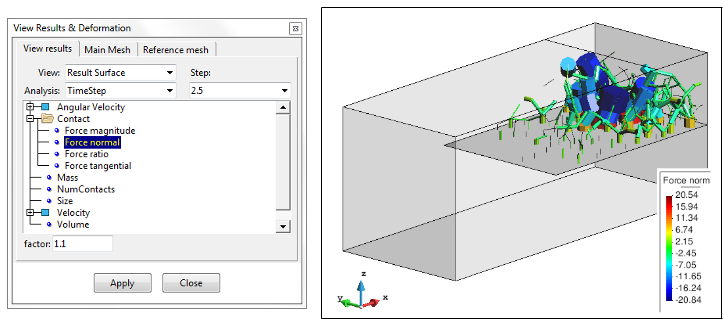 View Results & Deformation
View results Main Mesh Reference mesh
View: Result Surface Step:
Analysis: TimeStep 2.5
Angular Velocity
Contact
Force magnitude
Force normal
Force ratio
Force tangential
Mass
NumContacts
Size
Velocity
Volume
factor: 1.1
Apply Close
Force norm
20.54
15.94
11.34
6.74
2.15
-2.45
-7.05
-11.65
-16.24
-20.84
z
y x